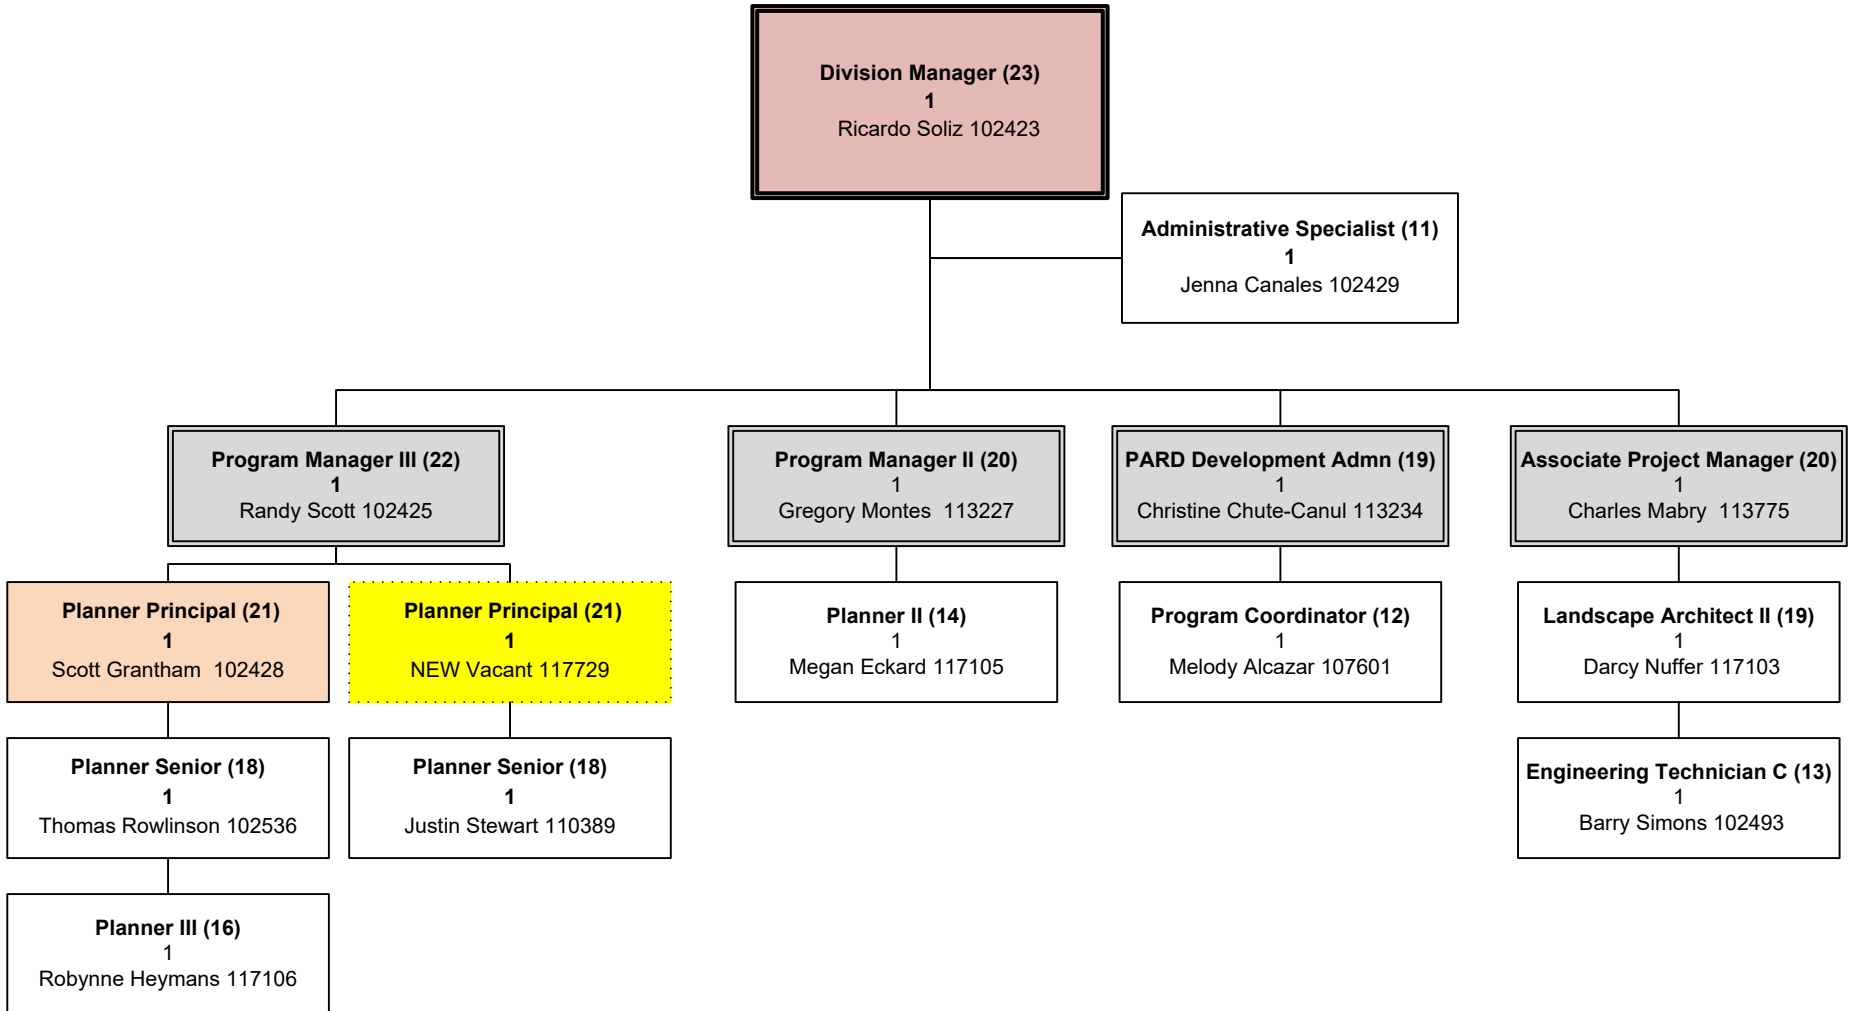 Division Manager (23)
1
Ricardo Soliz 102423
Administrative Specialist (11)
1
Jenna Canales 102429
Program Manager III (22)
1
Randy Scott 102425
Program Manager II (20)
1
Gregory Montes  113227
PARD Development Admn (19)
1
Christine Chute-Canul 113234
Associate Project Manager (20)
1
Charles Mabry  113775
Planner Principal (21)
1
Scott Grantham  102428
Planner Principal (21)
1
NEW Vacant 117729
Planner II (14)
1
Megan Eckard 117105
Program Coordinator (12)
1
Melody Alcazar 107601
Landscape Architect II (19)
1
Darcy Nuffer 117103
Planner Senior (18)
1
Thomas Rowlinson 102536
Planner Senior (18)
1
Justin Stewart 110389
Engineering Technician C (13)
1
Barry Simons 102493
Planner III (16)
1
Robynne Heymans 117106